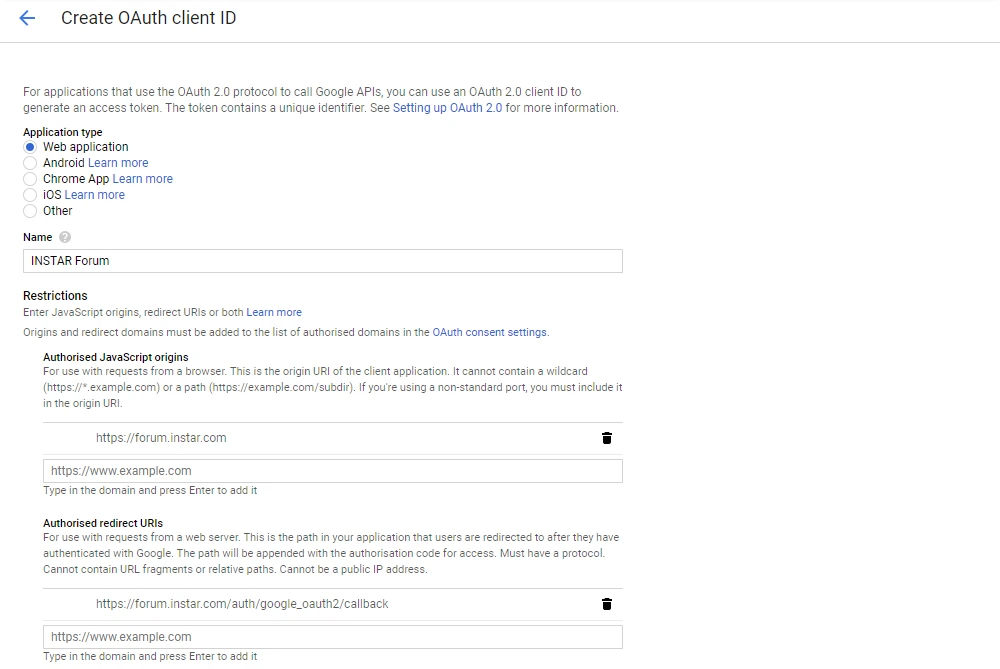 Create OAuth client ID
For applications that use the OAuth 2.0 protocol to call Google APIs, you can use an OAuth 2.0 client ID to
generate an access token. The token contains a unique identifier. See Setting up OAuth 2.0 for more information.
Application type
Web application
Android Learn more
Chrome App Learn more
iOS Learn more
Other
Name ?
INSTAR Forum
Restrictions
Enter JavaScript origins, redirect URIs or both Learn more
Origins and redirect domains must be added to the list of authorised domains in the OAuth consent settings.
Authorised JavaScript origins
For use with requests from a browser. This is the origin URI of the client application. It cannot contain a wildcard
(https://*.example.com) or a path (https://example.com/subdir). If you're using a non-standard port, you must include it
in the origin URI.
https://forum.instar.com
https://www.example.com
Type in the domain and press Enter to add it
Authorised redirect URIs
For use with requests from a web server. This is the path in your application that users are redirected to after they have
authenticated with Google. The path will be appended with the authorisation code for access. Must have a protocol.
Cannot contain URL fragments or relative paths. Cannot be a public IP address.
https://forum.instar.com/auth/google_oauth2/callback
https://www.example.com
Type in the domain and press Enter to add it